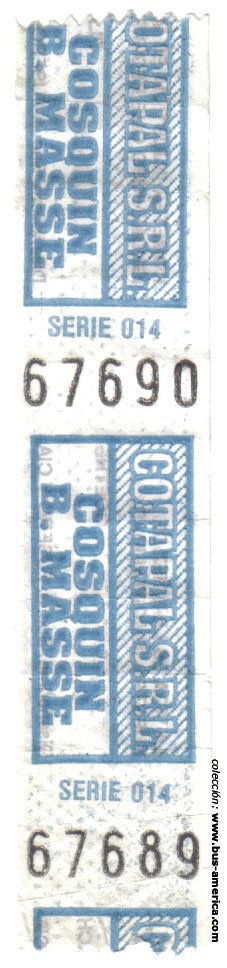 COTAPAL S.R.L.
COSQUIN
B. MASSE
SERIE 014
67690
COTAPAL S.R.L.
COSQUIN
B. MASSE
SERIE 014
67689
colección: www.bus-america.com